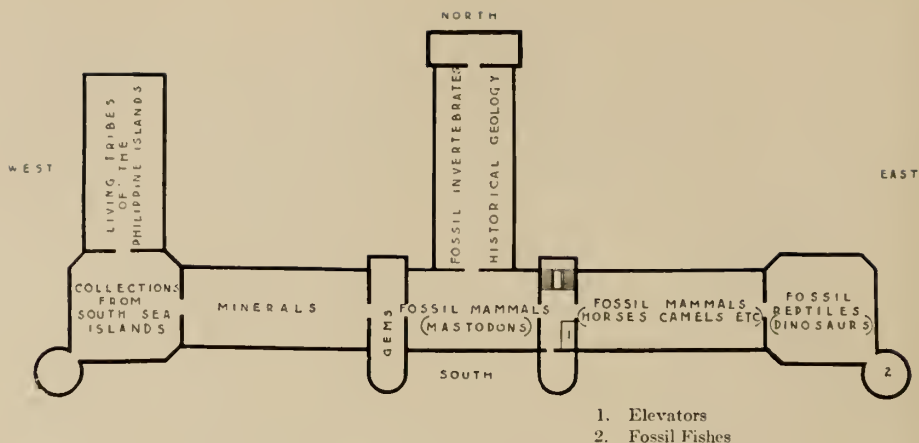 NORTH
WEST
EAST
LIVING TRIBES
OF THE
PHILIPPINE ISLANDS
FOSSIL INVERTEBRATES
HISTORICAL GEOLOGY
COLLECTIONS
FROM
SOUTH SEA
ISLANDS
MINERALS
GEMS
FOSSIL MAMMALS
(MASTODONS)
1
FOSSIL MAMMALS
(HORSES CAMELS ETC)
FOSSIL
REPTILES
(DINOSAURS)
2
SOUTH
1. Elevators
2. Fossil Fishes